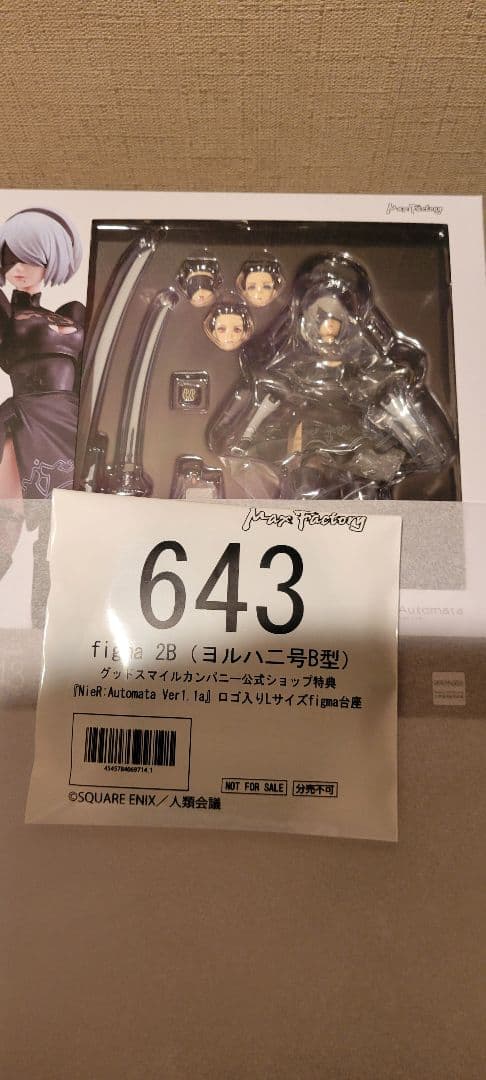 Max Factory
Max Factory
643
figma 2B (ヨルハ二号B型)
グッドスマイルカンパニー公式ショップ特典
『NieR:Automata Ver1.1a』ロゴ入りLサイズfigma台座
Automata
4545784069714.1
NOT FOR SALE 分売不可
©SQUARE ENIX／人類会議